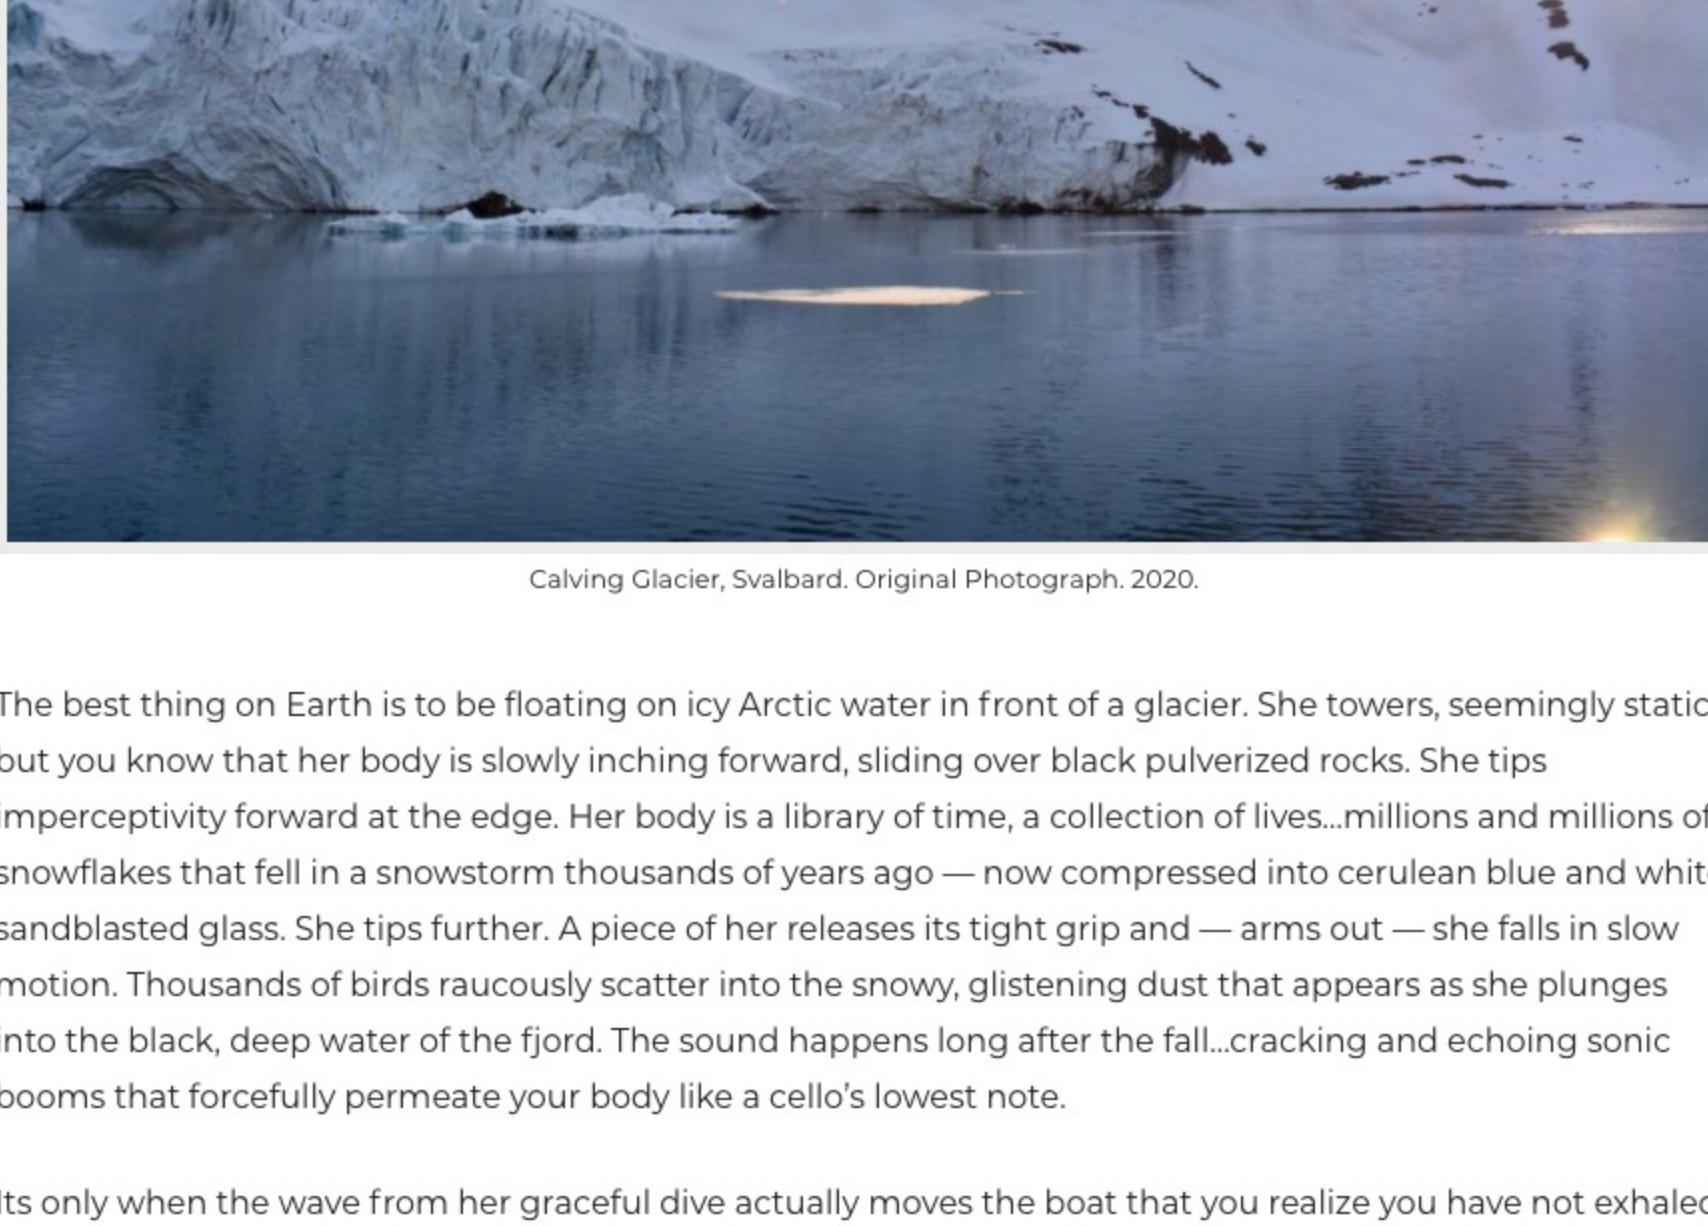 Calving Glacier, Svalbard. Original Photograph. 2020.
The best thing on Earth is to be floating on icy Arctic water in front of a glacier. She towers, seemingly static
but you know that her body is slowly inching forward, sliding over black pulverized rocks. She tips
imperceptivity forward at the edge. Her body is a library of time, a collection of lives...millions and millions of
snowflakes that fell in a snowstorm thousands of years ago — now compressed into cerulean blue and whit
sandblasted glass. She tips further. A piece of her releases its tight grip and — arms out — she falls in slow
motion. Thousands of birds raucously scatter into the snowy, glistening dust that appears as she plunges
into the black, deep water of the fjord. The sound happens long after the fall...cracking and echoing sonic
booms that forcefully permeate your body like a cello’s lowest note.
Its only when the wave from her graceful dive actually moves the boat that you realize you have not exhaled